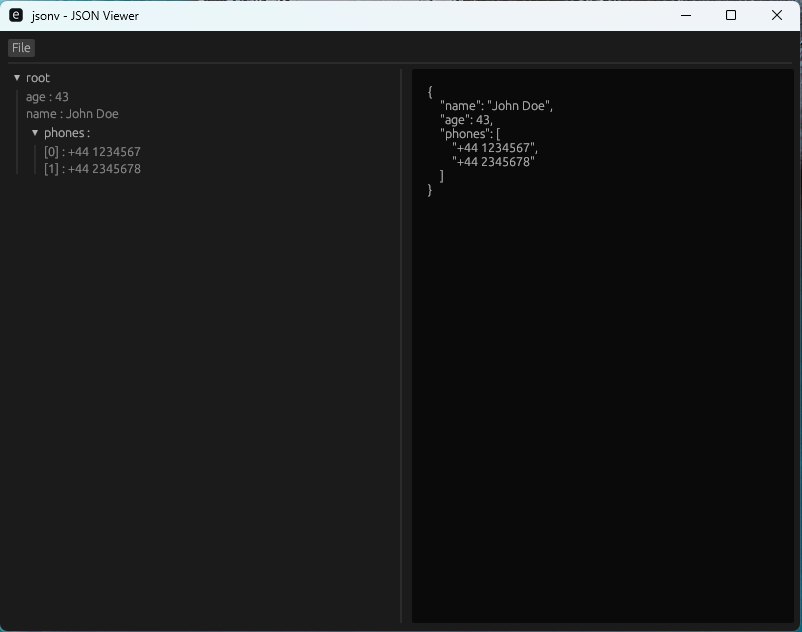 e jsonv - JSON Viewer
File
▼ root
age : 43
name : John Doe
▼ phones :
[0] : +44 1234567
[1] : +44 2345678
{
"name": "John Doe",
"age": 43,
"phones": [
"+44 1234567",
"+44 2345678"
]
}